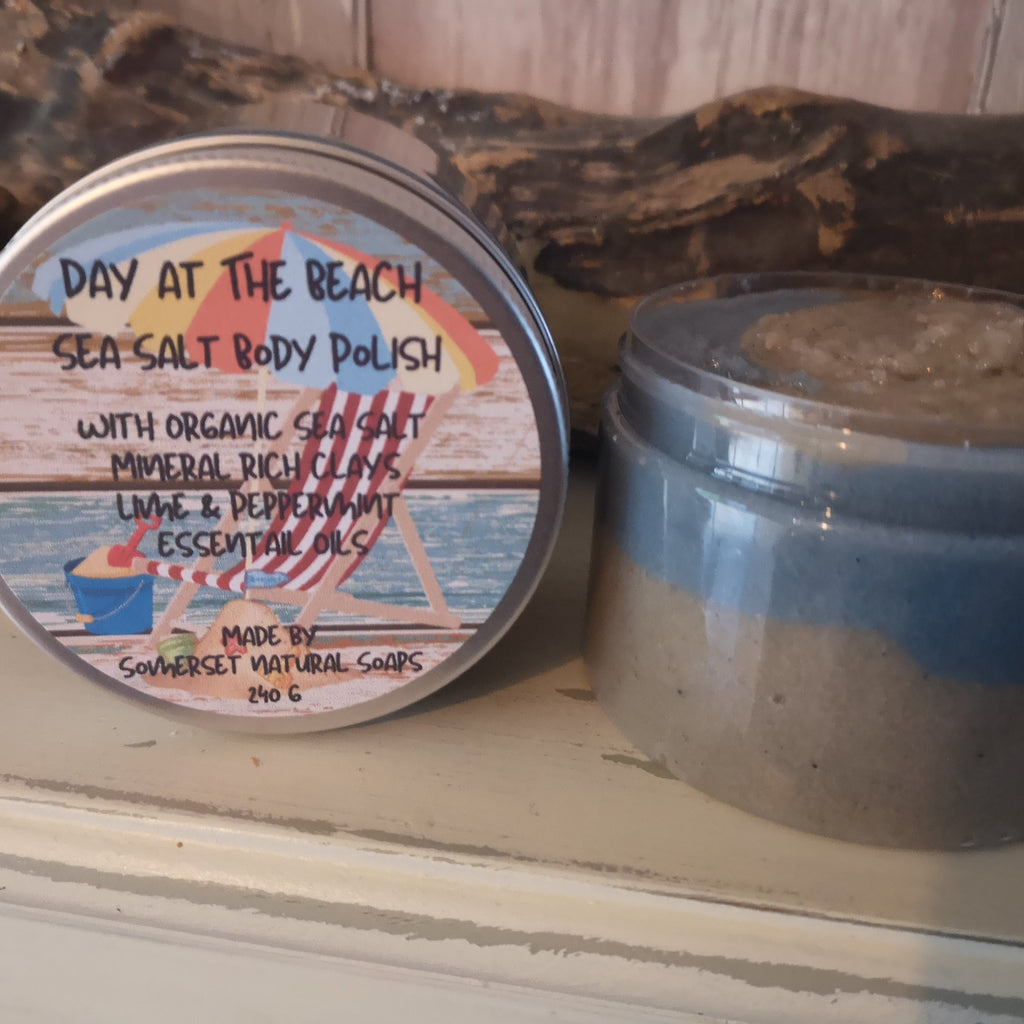 DAY AT THE BEACH
SEA SALT BODY POLISH
WITH ORGANIC SEA SALT
MINERAL RICH CLAYS
LIME & PEPPERMINT
ESSENTAIL OILS
MADE BY
SOMERSET NATURAL SOAPS
240 G